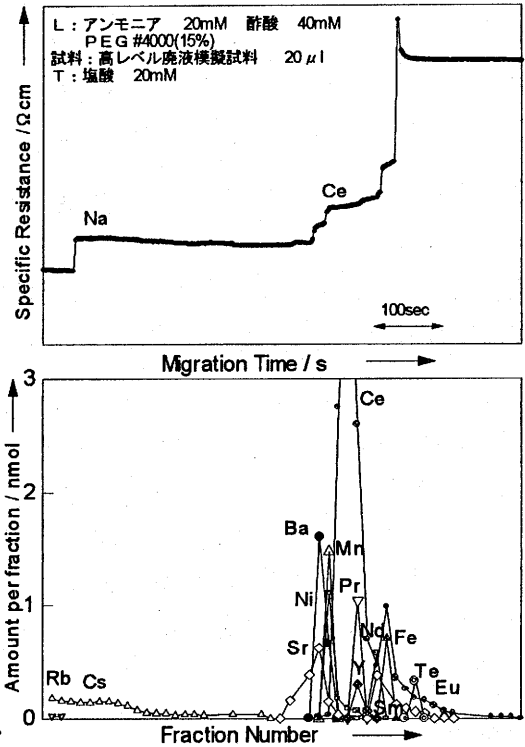 L：アンモニア 20mM 酢酸 40mM
PEG #4000(15%)
試料：高レベル廃液模擬試料 20μl
T：塩酸 20mM
Specific Resistance / Ωcm
Na
Ce
100sec
Migration Time / s
Amount per fraction / nmol
3
2
1
0
Ce
Ba
Mn
Ni
Pr
Nd
Sr
Fe
Y
Te
Rb
Cs
Eu
Sm
Fraction Number